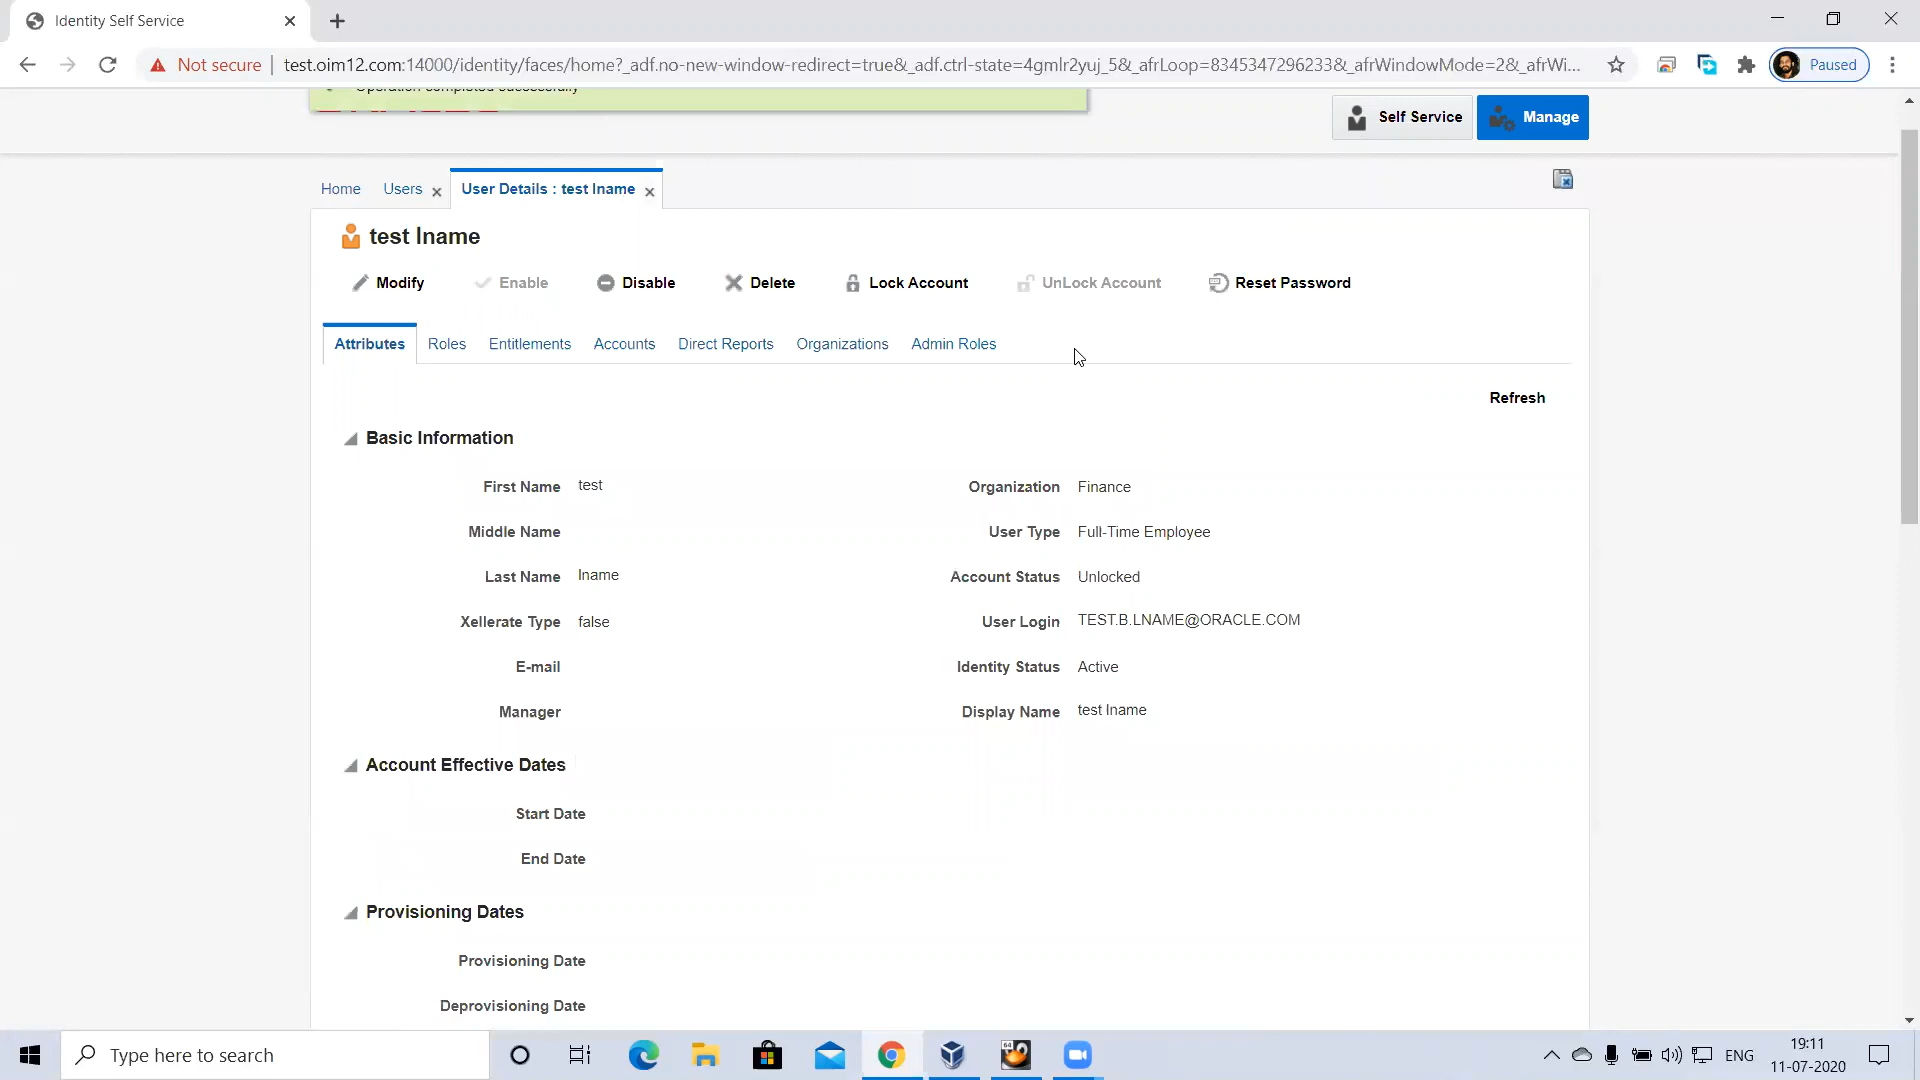 Identity Self Service
Not secure
test.oim12.com:14000/identity/faces/home?_adf.no-new-window-redirect=true&_adf.ctrl-state=4gmlr2yuj_5&_afrLoop=8345347296233&_afrWindowMode=2&_afrWi...
Paused
Operation completed successfully
Self Service
Manage
Home
Users
User Details : test lname
test lname
Modify
Enable
Disable
Delete
Lock Account
UnLock Account
Reset Password
Attributes
Roles
Entitlements
Accounts
Direct Reports
Organizations
Admin Roles
Refresh
Basic Information
First Name test
Organization Finance
Middle Name
User Type Full-Time Employee
Last Name lname
Account Status Unlocked
Xellerate Type false
User Login TEST.B.LNAME@ORACLE.COM
E-mail
Identity Status Active
Manager
Display Name test lname
Account Effective Dates
Start Date
End Date
Provisioning Dates
Provisioning Date
Deprovisioning Date
Type here to search
64
ENG
19:11
11-07-2020